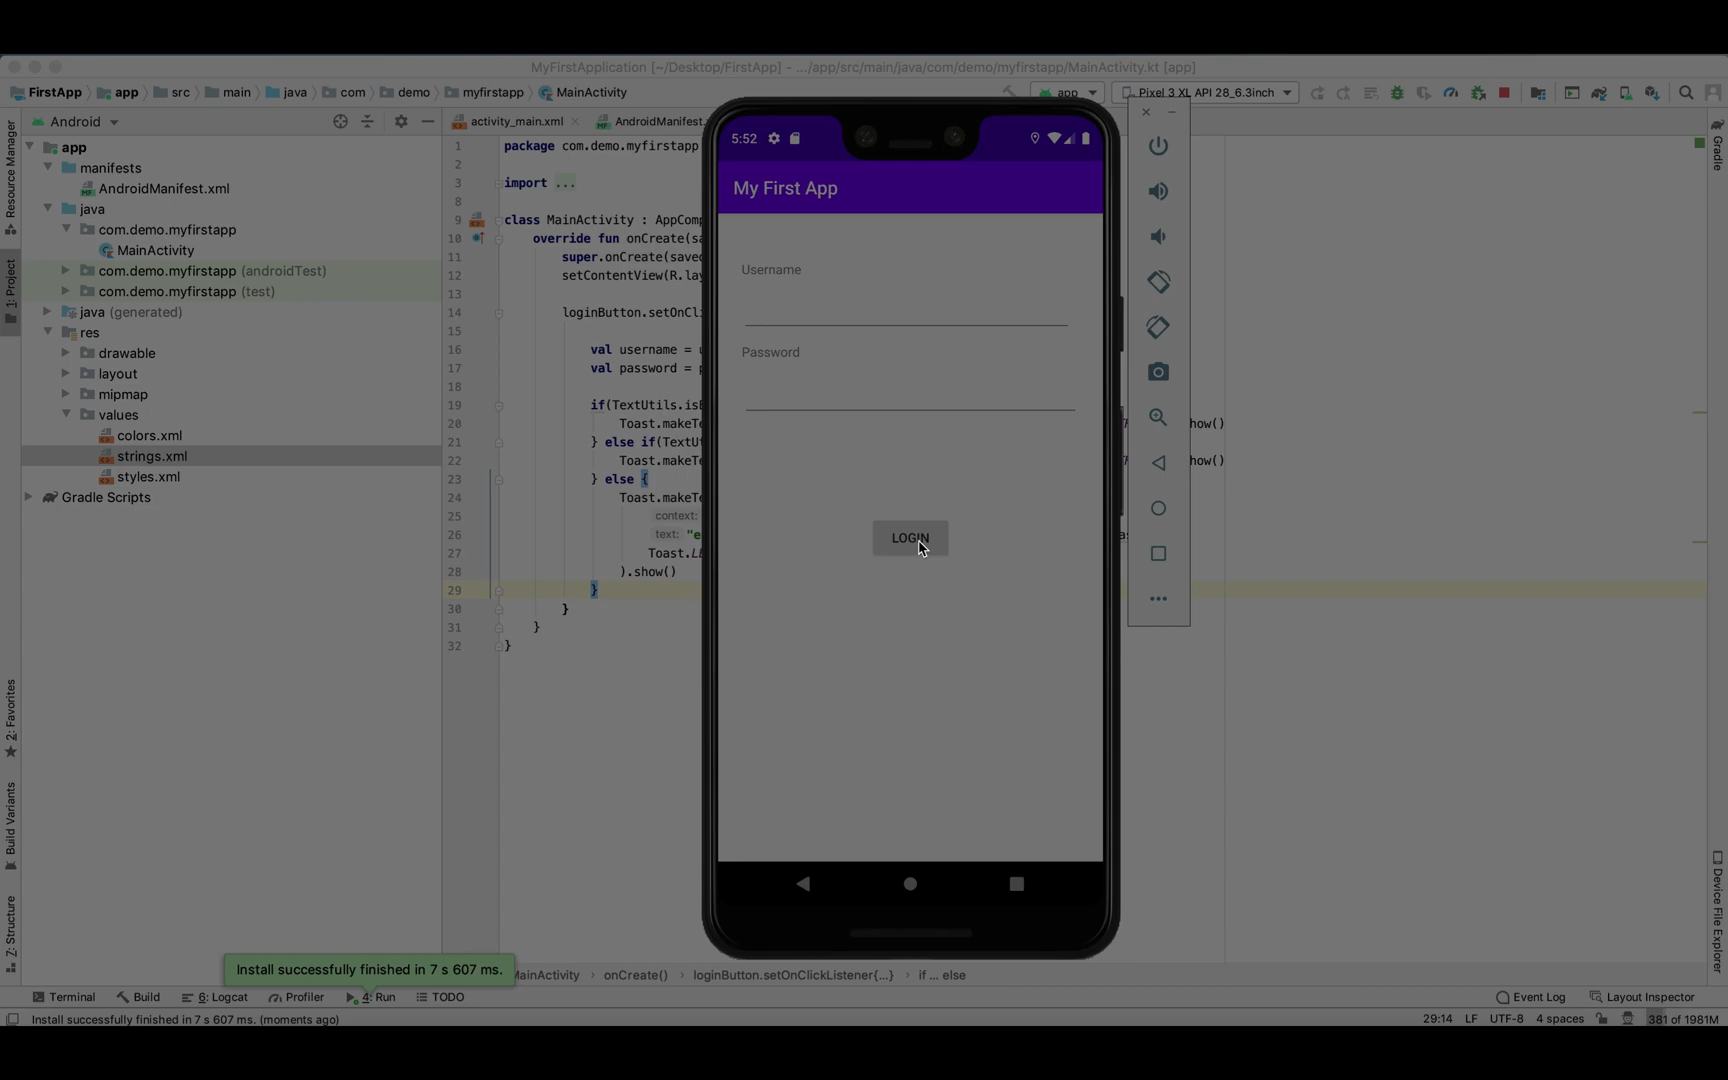 MyFirstApplication [~/Desktop/FirstApp] - .../app/src/main/java/com/demo/myfirstapp/MainActivity.kt [app]
FirstApp app src main java com demo myfirstapp MainActivity app Pixel 3 XL API 28_6.3inch
Android
activity_main.xml AndroidManifest.
app
manifests
AndroidManifest.xml
java
com.demo.myfirstapp
MainActivity
com.demo.myfirstapp (androidTest)
com.demo.myfirstapp (test)
java (generated)
res
drawable
layout
mipmap
values
colors.xml
strings.xml
styles.xml
Gradle Scripts
Resource Manager
1: Project
2: Favorites
Build Variants
Z: Structure
1 package com.demo.myfirstapp
2
3 import ...
8
9 class MainActivity : AppComp
10 override fun onCreate(sa
11 super.onCreate(saved
12 setContentView(R.lay
13
14 loginButton.setOnCli
15
16 val username = u
17 val password = p
18
19 if(TextUtils.isE
20 Toast.makeTe how()
21 } else if(TextUt
22 Toast.makeTe how()
23 } else {
24 Toast.makeTe
25 context:
26 text: "e
27 Toast.LE
28 ).show()
29 }
30 }
31 }
32 }
5:52
My First App
Username
Password
LOGIN
Gradle
Device File Explorer
Install successfully finished in 7 s 607 ms.
MainActivity onCreate() loginButton.setOnClickListener{...} if ... else
Terminal Build 6: Logcat Profiler 4: Run TODO Event Log Layout Inspector
Install successfully finished in 7 s 607 ms. (moments ago) 29:14 LF UTF-8 4 spaces 381 of 1981M